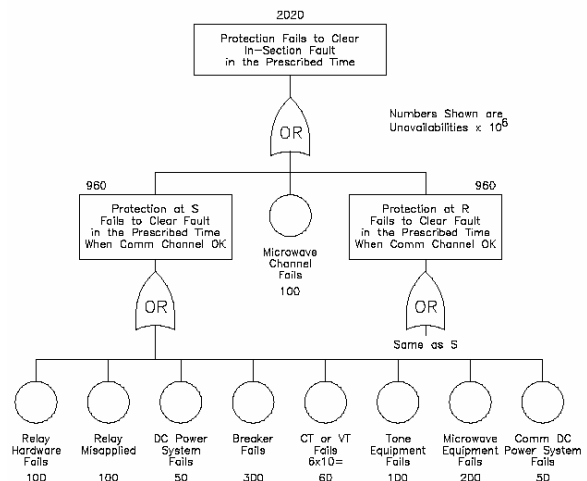 2020
Protection Fails to Clear
In-Section Fault
in the Prescribed Time
OR
Numbers Shown are
Unavailabilities x 10^6
960
Protection at S
Fails to Clear Fault
in the Prescribed Time
When Comm Channel OK
Microwave
Channel
Fails
100
960
Protection at R
Fails to Clear Fault
in the Prescribed Time
When Comm Channel OK
OR
OR
Same as S
Relay
Hardware
Fails
100
Relay
Misapplied
100
DC Power
System
Fails
50
Breaker
Fails
300
CT or VT
Fails
6x10=
60
Tone
Equipment
Fails
100
Microwave
Equipment
Fails
200
Comm DC
Power System
Fails
50